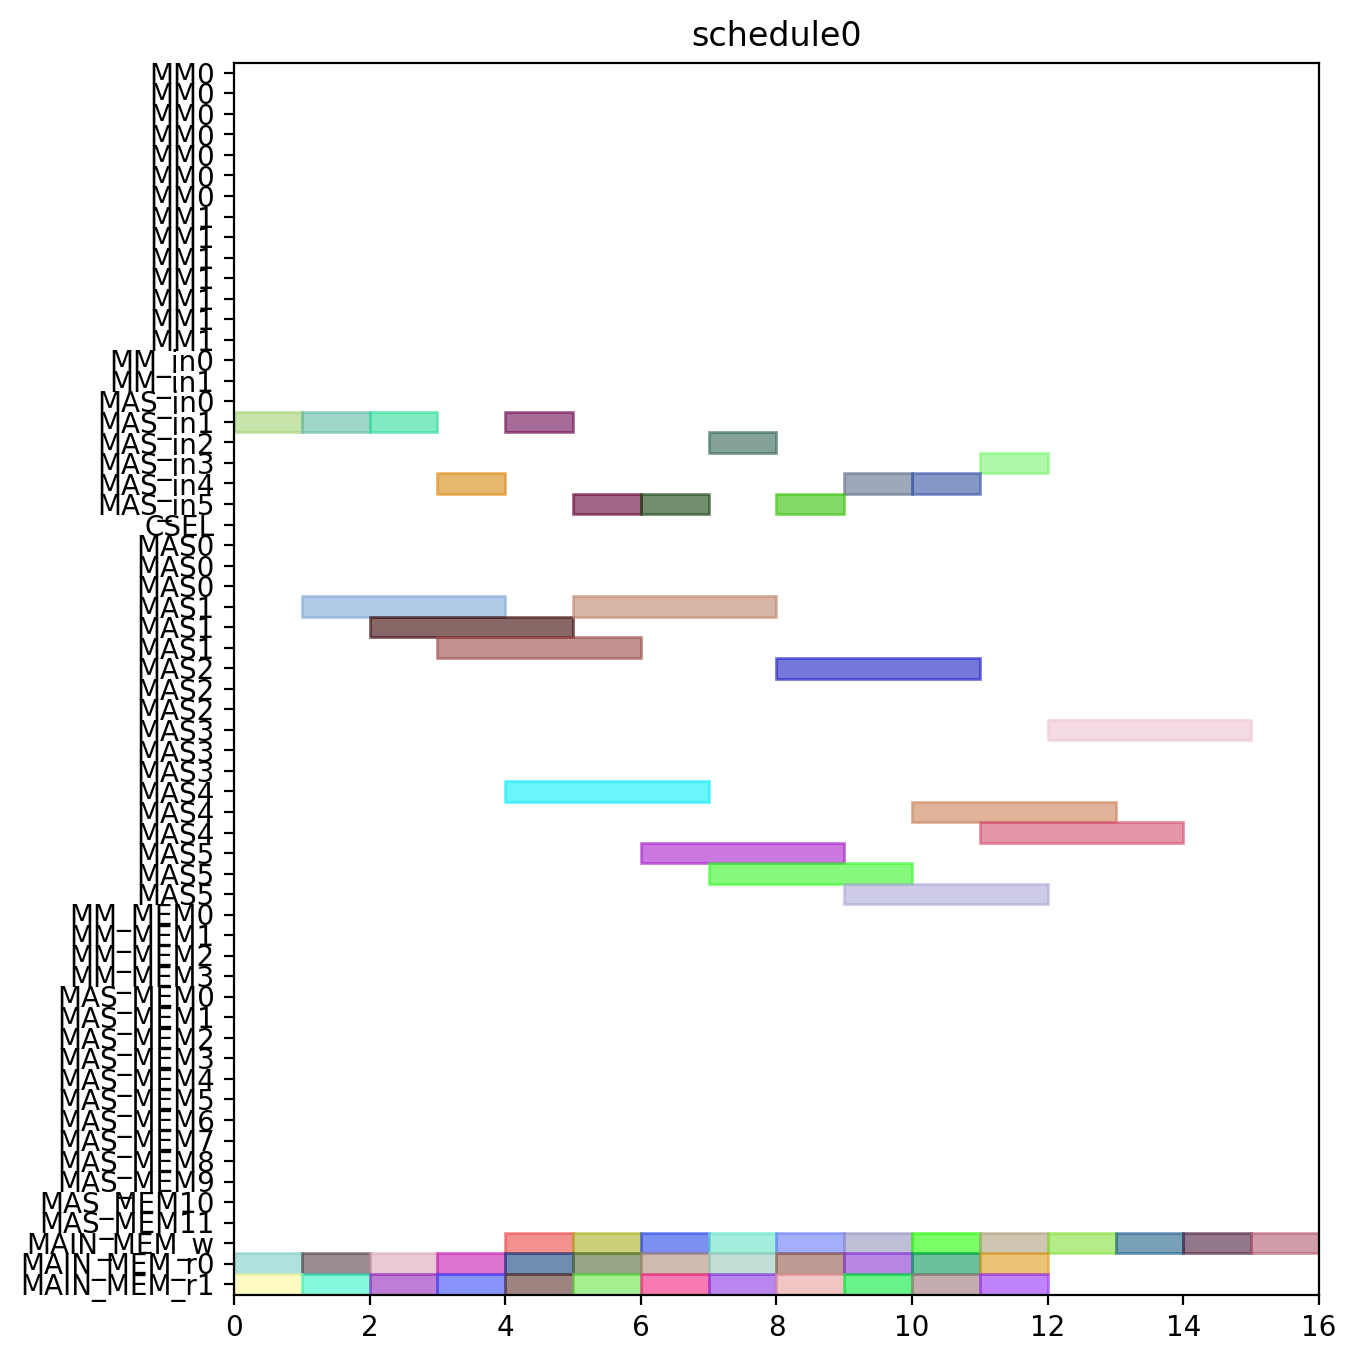 schedule0
MM0
MM0
MM0
MM0
MM0
MM0
MM0
MM1
MM1
MM1
MM1
MM1
MM1
MM1
MM_in0
MM_in1
MAS_in0
MAS_in1
MAS_in2
MAS_in3
MAS_in4
MAS_in5
CSEL
MAS0
MAS0
MAS0
MAS1
MAS1
MAS1
MAS2
MAS2
MAS2
MAS3
MAS3
MAS3
MAS4
MAS4
MAS4
MAS5
MAS5
MAS5
MM_MEM0
MM_MEM1
MM_MEM2
MM_MEM3
MAS_MEM0
MAS_MEM1
MAS_MEM2
MAS_MEM3
MAS_MEM4
MAS_MEM5
MAS_MEM6
MAS_MEM7
MAS_MEM8
MAS_MEM9
MAS_MEM10
MAS_MEM11
MAIN_MEM_w
MAIN_MEM_r0
MAIN_MEM_r1
0 2 4 6 8 10 12 14 16